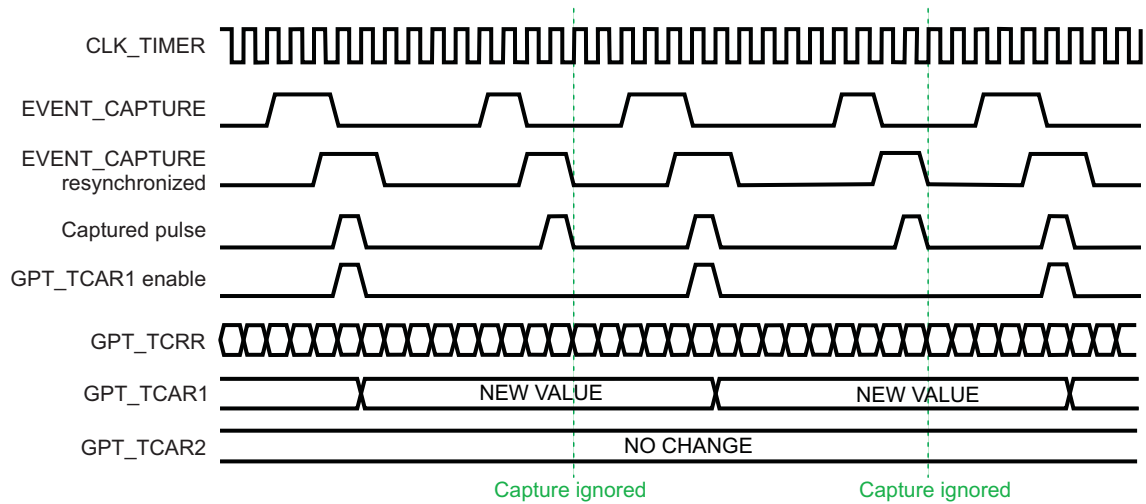 CLK_TIMER
EVENT_CAPTURE
EVENT_CAPTURE
resynchronized
Captured pulse
GPT_TCAR1 enable
GPT_TCRR
GPT_TCAR1
NEW VALUE
NEW VALUE
GPT_TCAR2
NO CHANGE
Capture ignored
Capture ignored